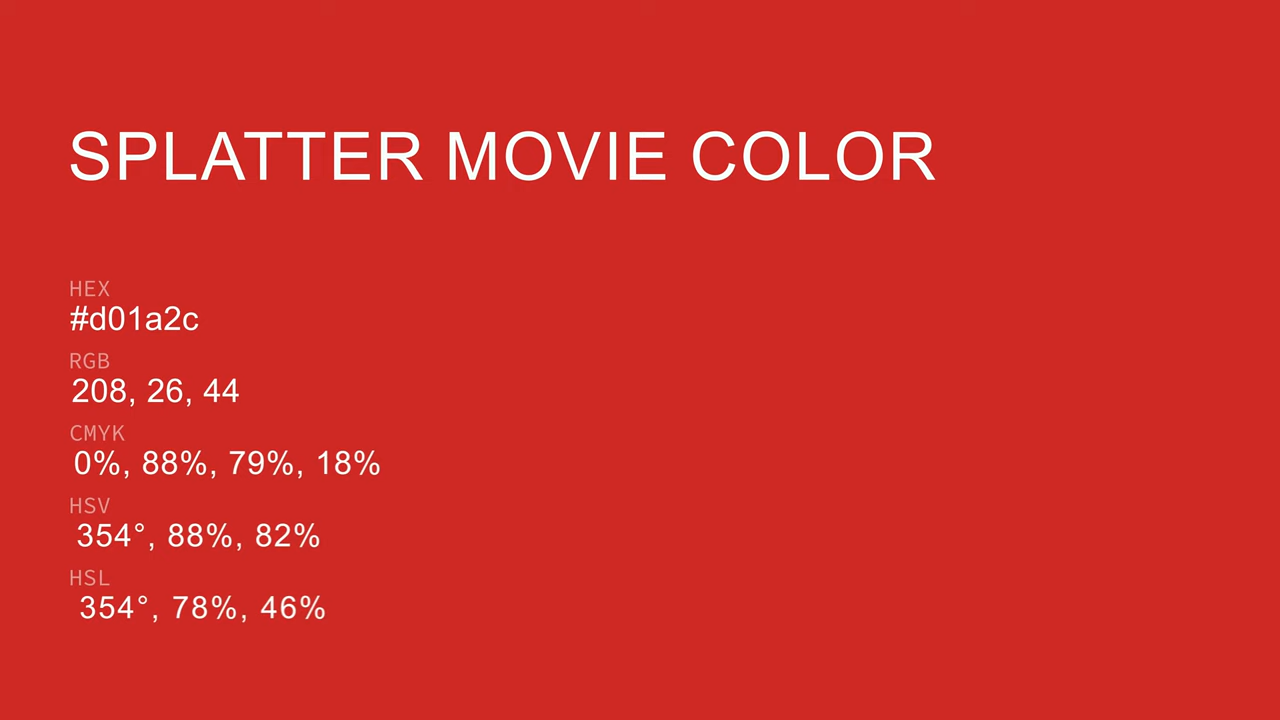 SPLATTER MOVIE COLOR
HEX
#d01a2c
RGB
208, 26, 44
CMYK
0%, 88%, 79%, 18%
HSV
354°, 88%, 82%
HSL
354°, 78%, 46%